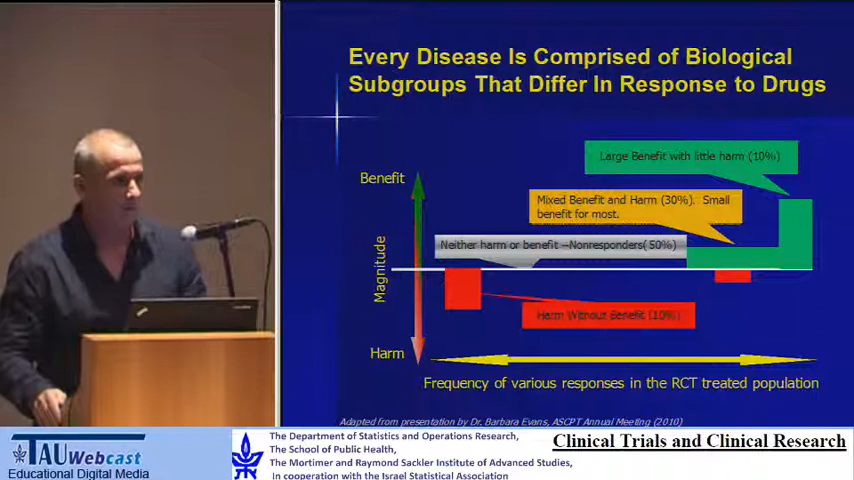 Every Disease Is Comprised of Biological
Subgroups That Differ In Response to Drugs
Large Benefit with little harm (10%)
Benefit
Mixed Benefit and Harm (30%). Small
benefit for most.
Neither harm or benefit --Nonresponders( 50%)
Magnitude
Harm Without Benefit (10%)
Harm
Frequency of various responses in the RCT treated population
Adapted from presentation by Dr. Barbara Evans, ASCPT Annual Meeting (2010)
TAU Webcast
Educational Digital Media
The Department of Statistics and Operations Research,
The School of Public Health,
The Mortimer and Raymond Sackler Institute of Advanced Studies,
In cooperation with the Israel Statistical Association
Clinical Trials and Clinical Research